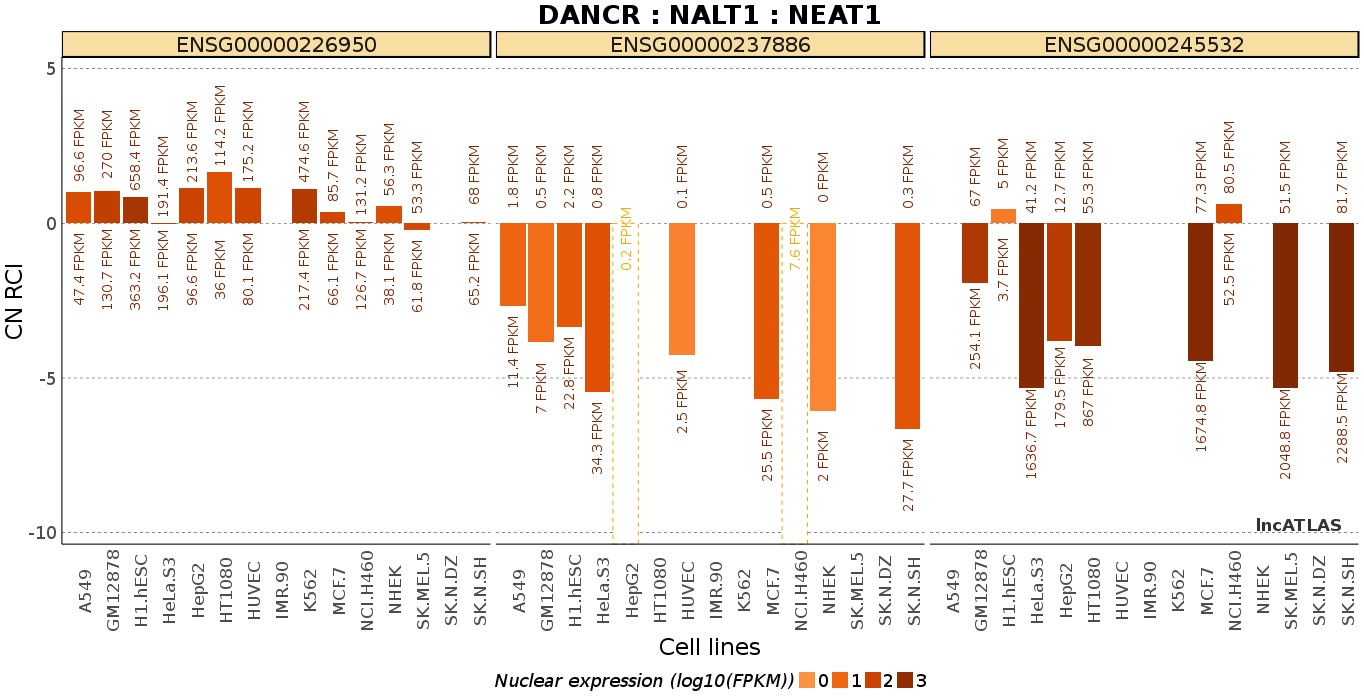 DANCR : NALT1 : NEAT1
ENSG00000226950
ENSG00000237886
ENSG00000245532
5
0
-5
-10
CN RCI
96.6 FPKM
270 FPKM
658.4 FPKM
191.4 FPKM
213.6 FPKM
114.2 FPKM
175.2 FPKM
474.6 FPKM
85.7 FPKM
131.2 FPKM
56.3 FPKM
53.3 FPKM
68 FPKM
47.4 FPKM
130.7 FPKM
363.2 FPKM
196.1 FPKM
96.6 FPKM
36 FPKM
80.1 FPKM
217.4 FPKM
66.1 FPKM
126.7 FPKM
38.1 FPKM
61.8 FPKM
65.2 FPKM
1.8 FPKM
0.5 FPKM
2.2 FPKM
0.8 FPKM
0.2 FPKM
0.1 FPKM
0.5 FPKM
7.6 FPKM
0 FPKM
0.3 FPKM
11.4 FPKM
7 FPKM
22.8 FPKM
34.3 FPKM
2.5 FPKM
25.5 FPKM
2 FPKM
27.7 FPKM
67 FPKM
5 FPKM
41.2 FPKM
12.7 FPKM
55.3 FPKM
77.3 FPKM
80.5 FPKM
51.5 FPKM
81.7 FPKM
254.1 FPKM
3.7 FPKM
1636.7 FPKM
179.5 FPKM
867 FPKM
1674.8 FPKM
52.5 FPKM
2048.8 FPKM
2288.5 FPKM
lncATLAS
A549
GM12878
H1.hESC
HeLa.S3
HepG2
HT1080
HUVEC
IMR.90
K562
MCF.7
NCI.H460
NHEK
SK.MEL.5
SK.N.DZ
SK.N.SH
A549
GM12878
H1.hESC
HeLa.S3
HepG2
HT1080
HUVEC
IMR.90
K562
MCF.7
NCI.H460
NHEK
SK.MEL.5
SK.N.DZ
SK.N.SH
A549
GM12878
H1.hESC
HeLa.S3
HepG2
HT1080
HUVEC
IMR.90
K562
MCF.7
NCI.H460
NHEK
SK.MEL.5
SK.N.DZ
SK.N.SH
Cell lines
Nuclear expression (log10(FPKM)) 0 1 2 3